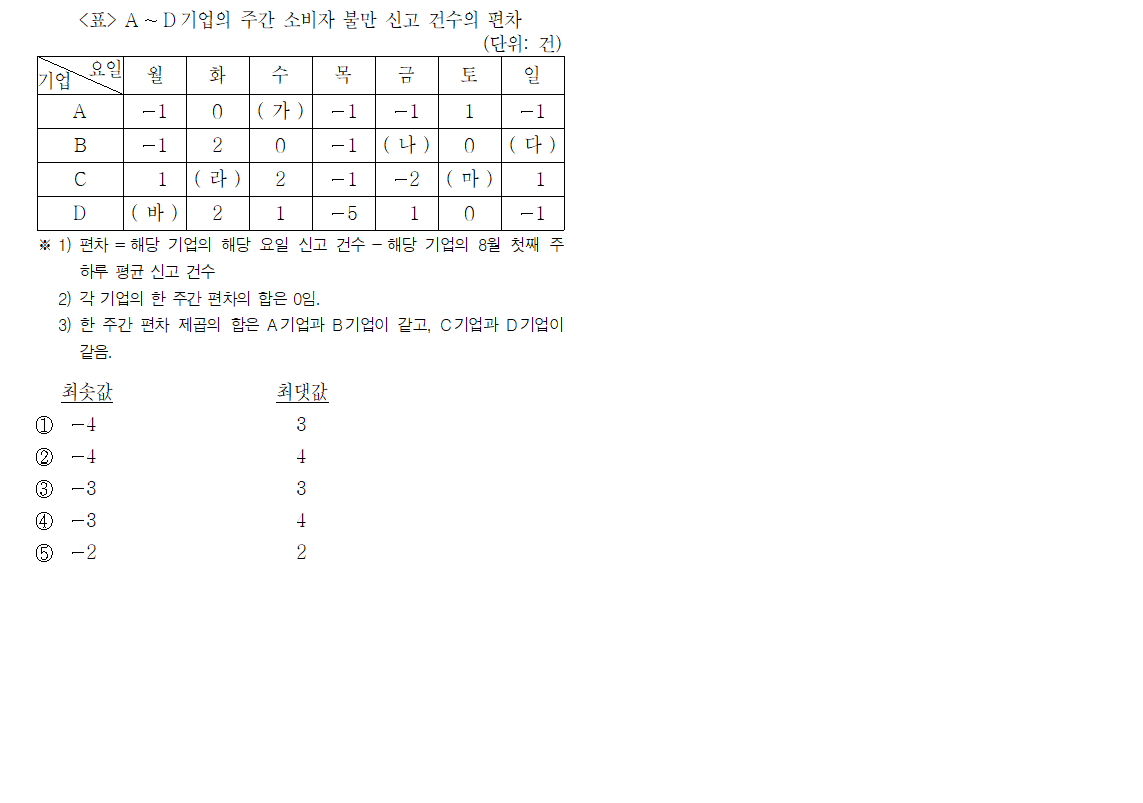 <표> A ~ D기업의 주간 소비자 불만 신고 건수의 편차
(단위: 건)
기업 요일 월 화 수 목 금 토 일
A -1 0 (가) -1 -1 1 -1
B -1 2 0 -1 (나) 0 (다)
C 1 (라) 2 -1 -2 (마) 1
D (바) 2 1 -5 1 0 -1
※ 1) 편차 = 해당 기업의 해당 요일 신고 건수 - 해당 기업의 8월 첫째 주
하루 평균 신고 건수
2) 각 기업의 한 주간 편차의 합은 0임.
3) 한 주간 편차 제곱의 합은 A기업과 B기업이 같고, C기업과 D기업이
같음.
최솟값 최댓값
① -4 3
② -4 4
③ -3 3
④ -3 4
⑤ -2 2